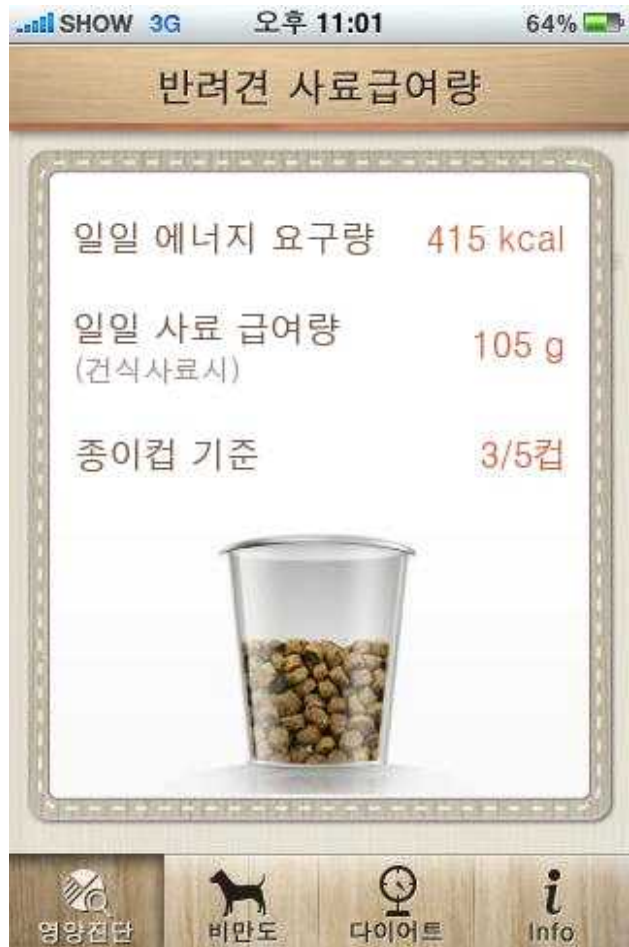 SHOW 3G 오후 11:01 64%
반려견 사료급여량
일일 에너지 요구량 415 kcal
일일 사료 급여량 105 g
(건식사료시)
종이컵 기준 3/5컵
영양진단 비만도 다이어트 Info